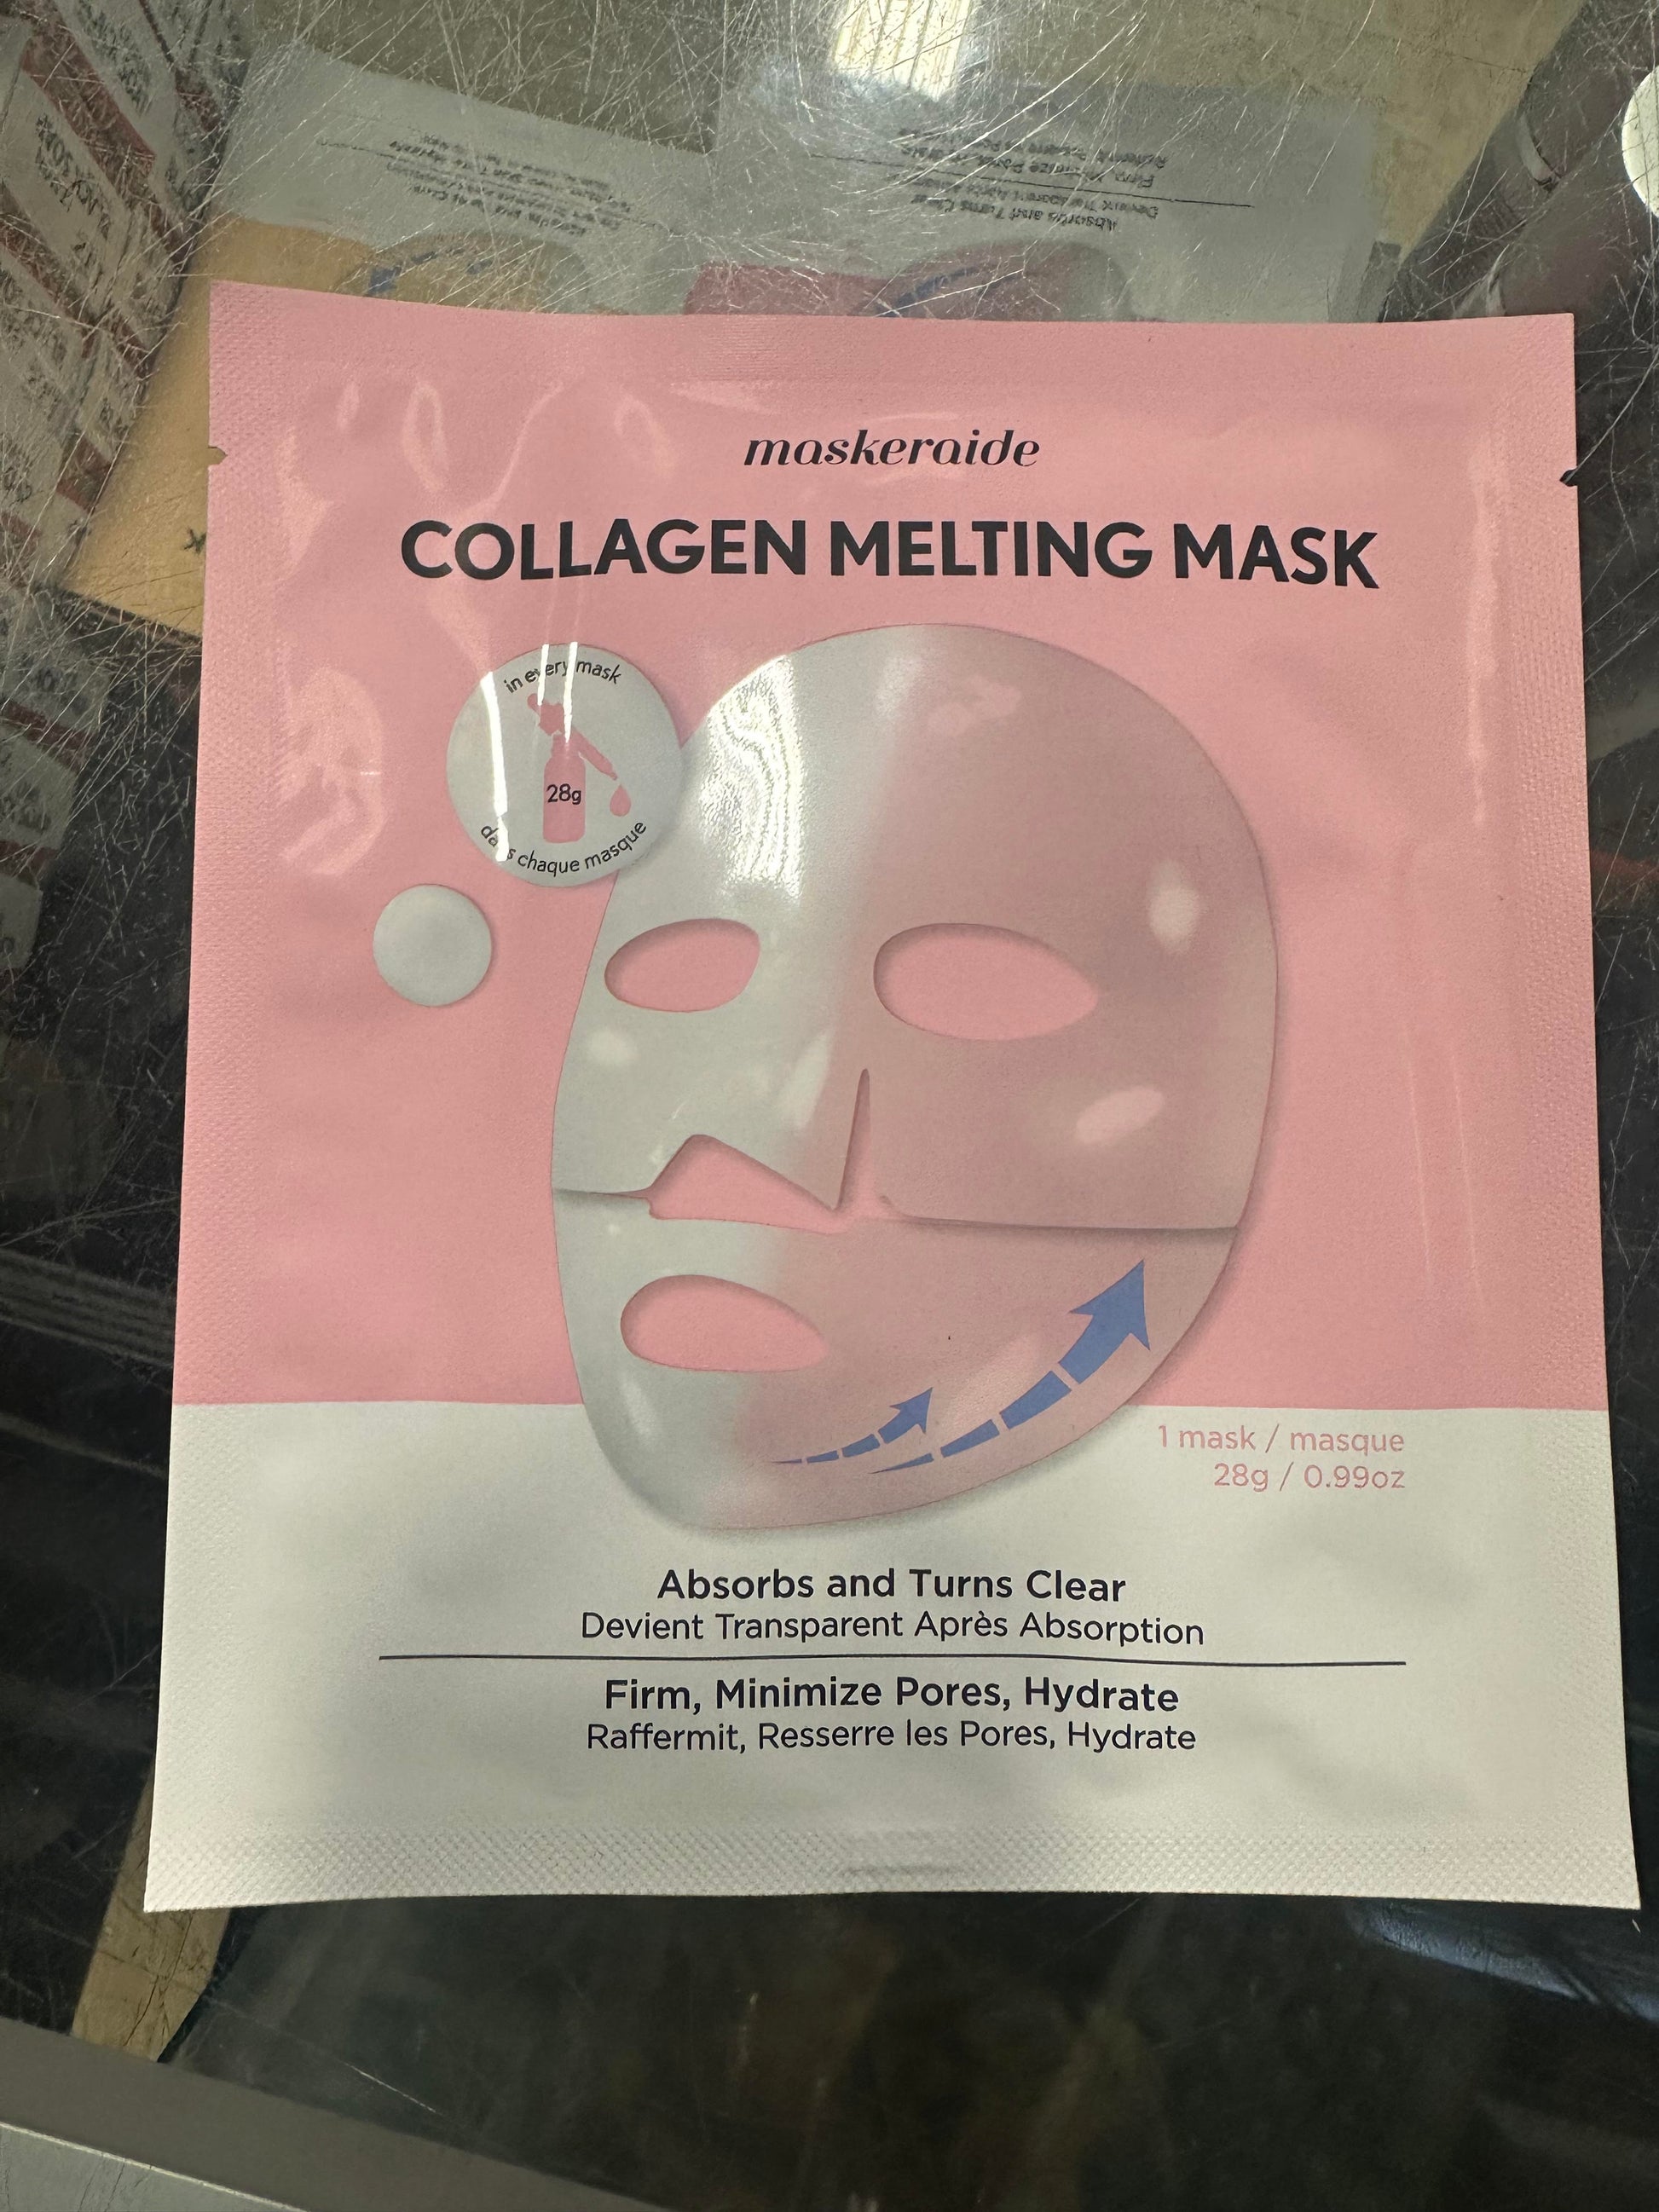 maskeraide
COLLAGEN MELTING MASK
in every mask
28g
dans chaque masque
1 mask / masque
28g / 0.99oz
Absorbs and Turns Clear
Devient Transparent Après Absorption
Firm, Minimize Pores, Hydrate
Raffermit, Resserre les Pores, Hydrate